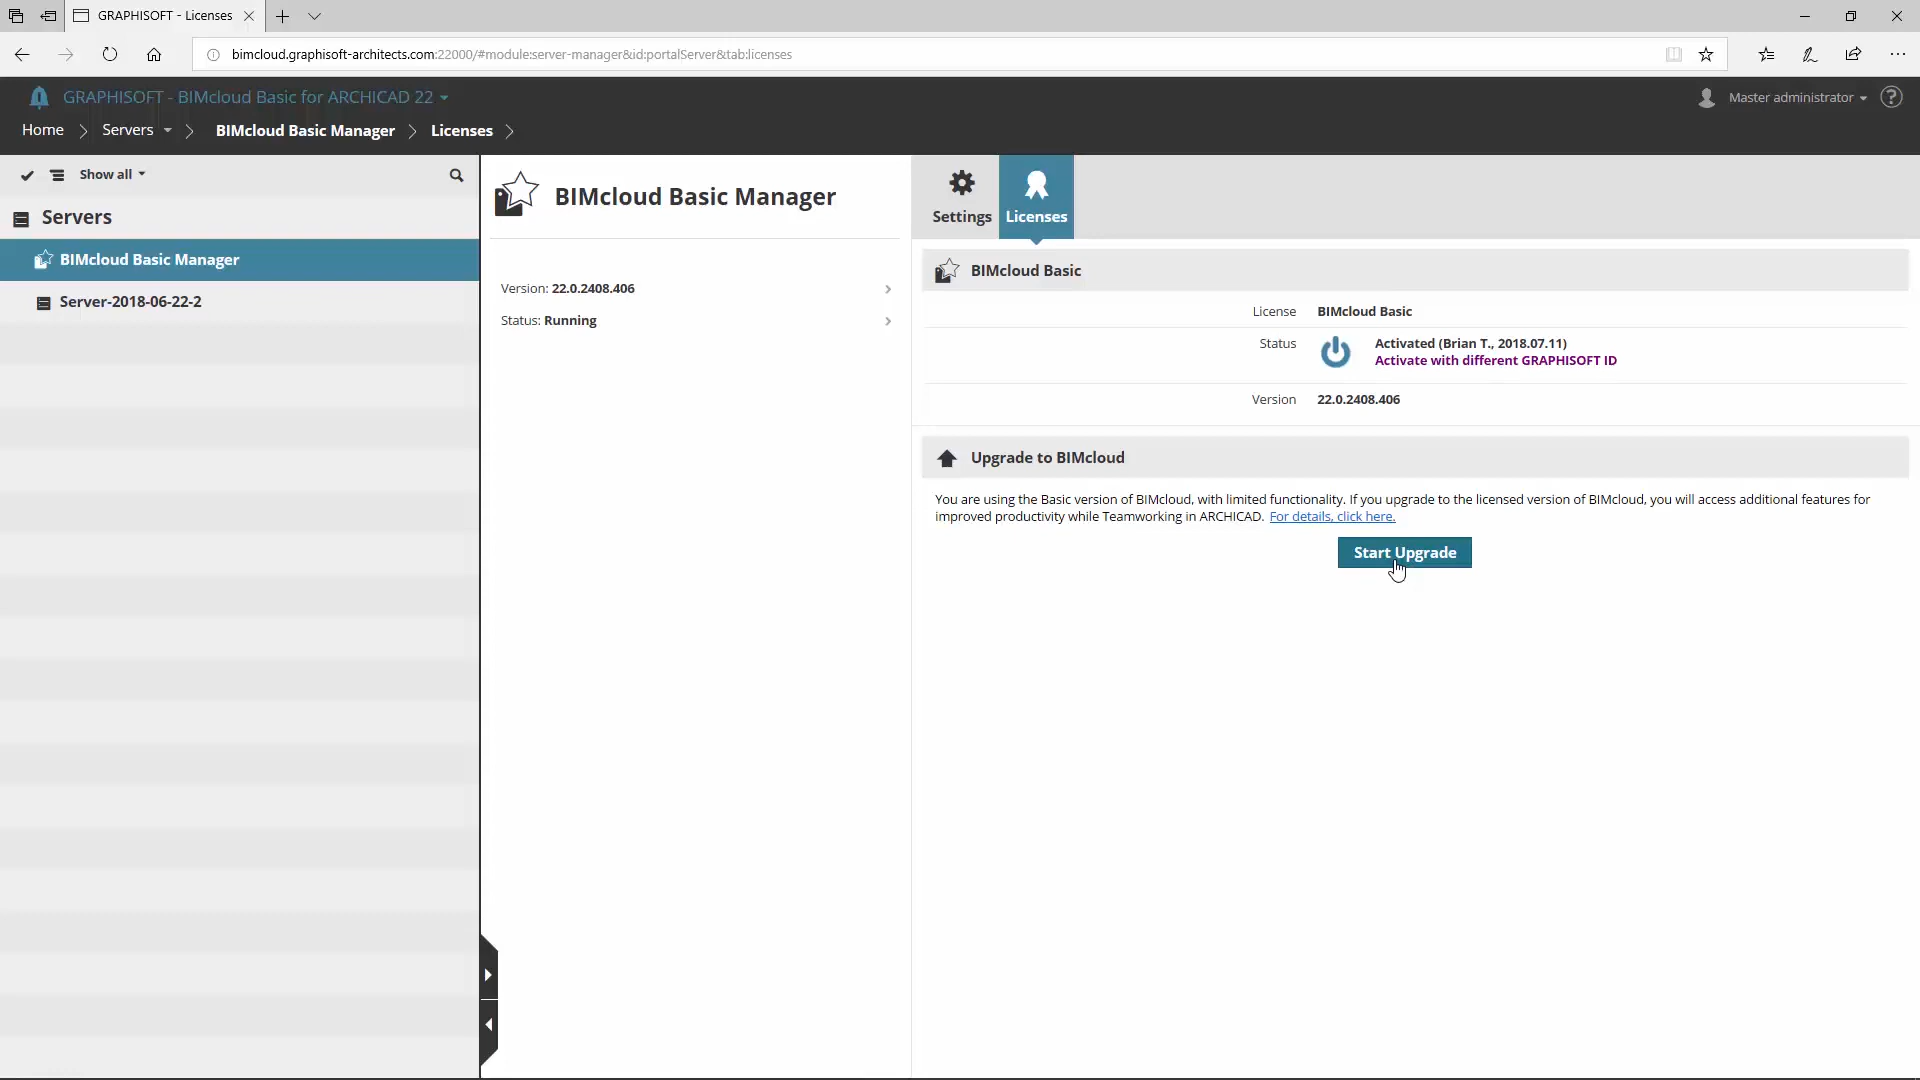 GRAPHISOFT - Licenses
bimcloud.graphisoft-architects.com:22000/#module:server-manager&id:portalServer&tab:licenses
GRAPHISOFT - BIMcloud Basic for ARCHICAD 22
Master administrator
Home
Servers
BIMcloud Basic Manager
Licenses
Show all
Servers
BIMcloud Basic Manager
Server-2018-06-22-2
BIMcloud Basic Manager
Version: 22.0.2408.406
Status: Running
Settings
Licenses
BIMcloud Basic
License BIMcloud Basic
Status Activated (Brian T., 2018.07.11)
Activate with different GRAPHISOFT ID
Version 22.0.2408.406
Upgrade to BIMcloud
You are using the Basic version of BIMcloud, with limited functionality. If you upgrade to the licensed version of BIMcloud, you will access additional features for
improved productivity while Teamworking in ARCHICAD. For details, click here.
Start Upgrade